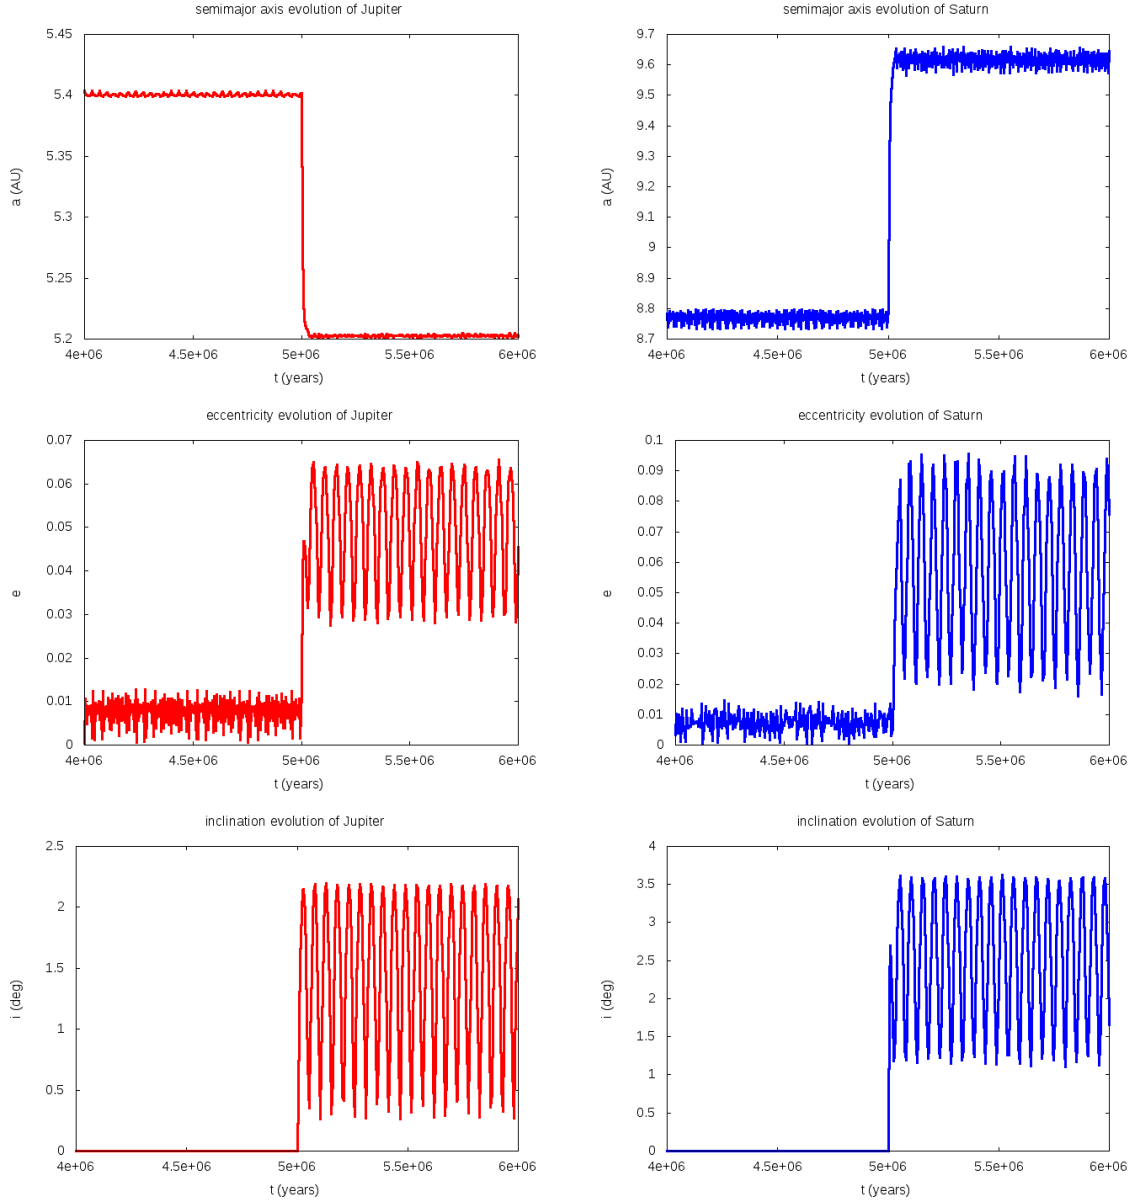 semimajor axis evolution of Jupiter
5.45
5.4
5.35
5.3
5.25
5.2
a (AU)
4e+06 4.5e+06 5e+06 5.5e+06 6e+06
t (years)
semimajor axis evolution of Saturn
9.7
9.6
9.5
9.4
9.3
9.2
9.1
9
8.9
8.8
8.7
a (AU)
4e+06 4.5e+06 5e+06 5.5e+06 6e+06
t (years)
eccentricity evolution of Jupiter
0.07
0.06
0.05
0.04
0.03
0.02
0.01
0
e
4e+06 4.5e+06 5e+06 5.5e+06 6e+06
t (years)
eccentricity evolution of Saturn
0.1
0.09
0.08
0.07
0.06
0.05
0.04
0.03
0.02
0.01
0
e
4e+06 4.5e+06 5e+06 5.5e+06 6e+06
t (years)
inclination evolution of Jupiter
2.5
2
1.5
1
0.5
0
i (deg)
4e+06 4.5e+06 5e+06 5.5e+06 6e+06
t (years)
inclination evolution of Saturn
4
3.5
3
2.5
2
1.5
1
0.5
0
i (deg)
4e+06 4.5e+06 5e+06 5.5e+06 6e+06
t (years)